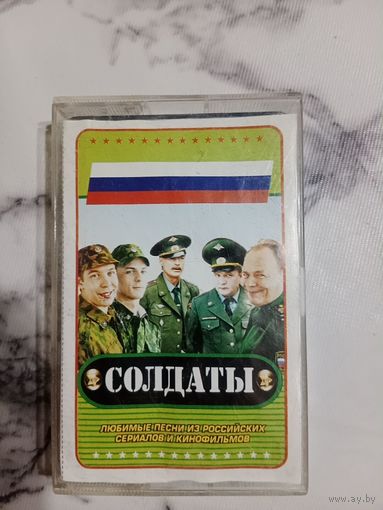 СОЛДАТЫ
ЛЮБИМЫЕ ПЕСНИ ИЗ РОССИЙСКИХ
СЕРИАЛОВ И КИНОФИЛЬМОВ
www.ay.by